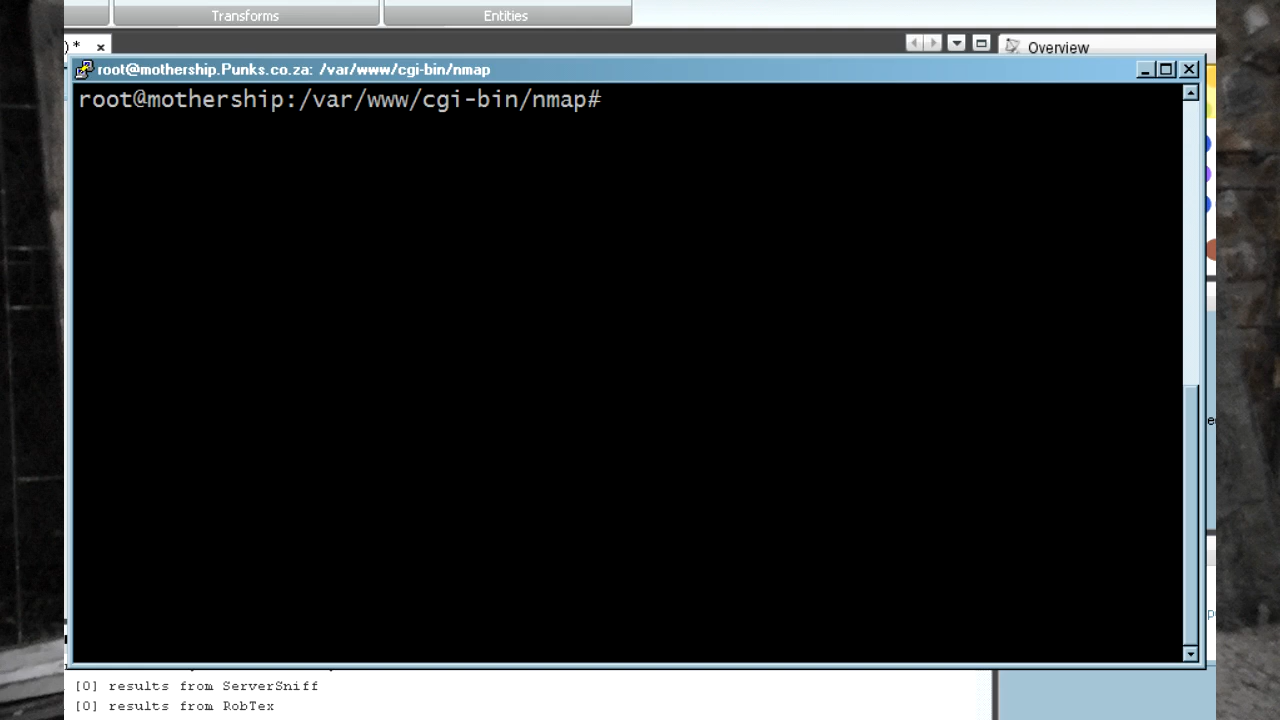 Transforms
Entities
)*
Overview
root@mothership.Punks.co.za: /var/www/cgi-bin/nmap
root@mothership:/var/www/cgi-bin/nmap#
[0] results from ServerSniff
[0] results from RobTex